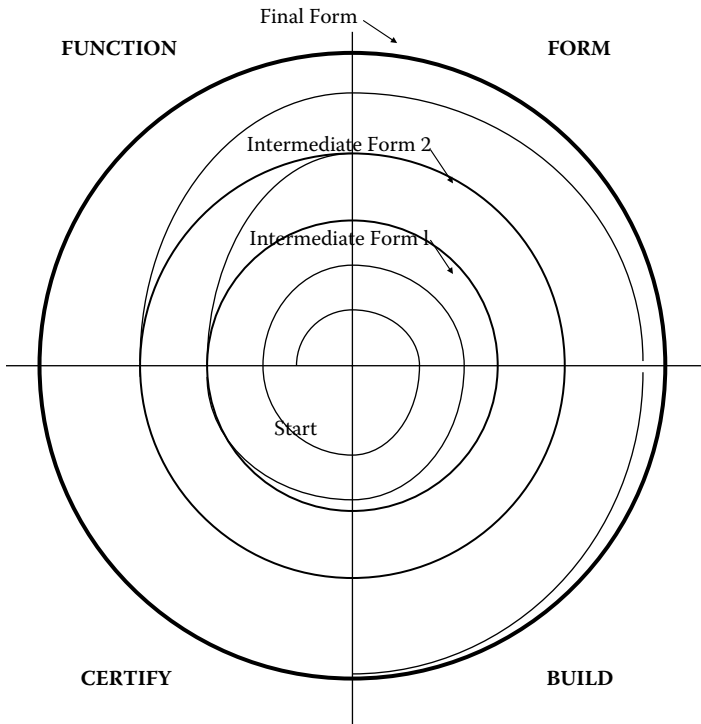 Final Form
FUNCTION
FORM
Intermediate Form 2
Intermediate Form 1
Start
CERTIFY
BUILD